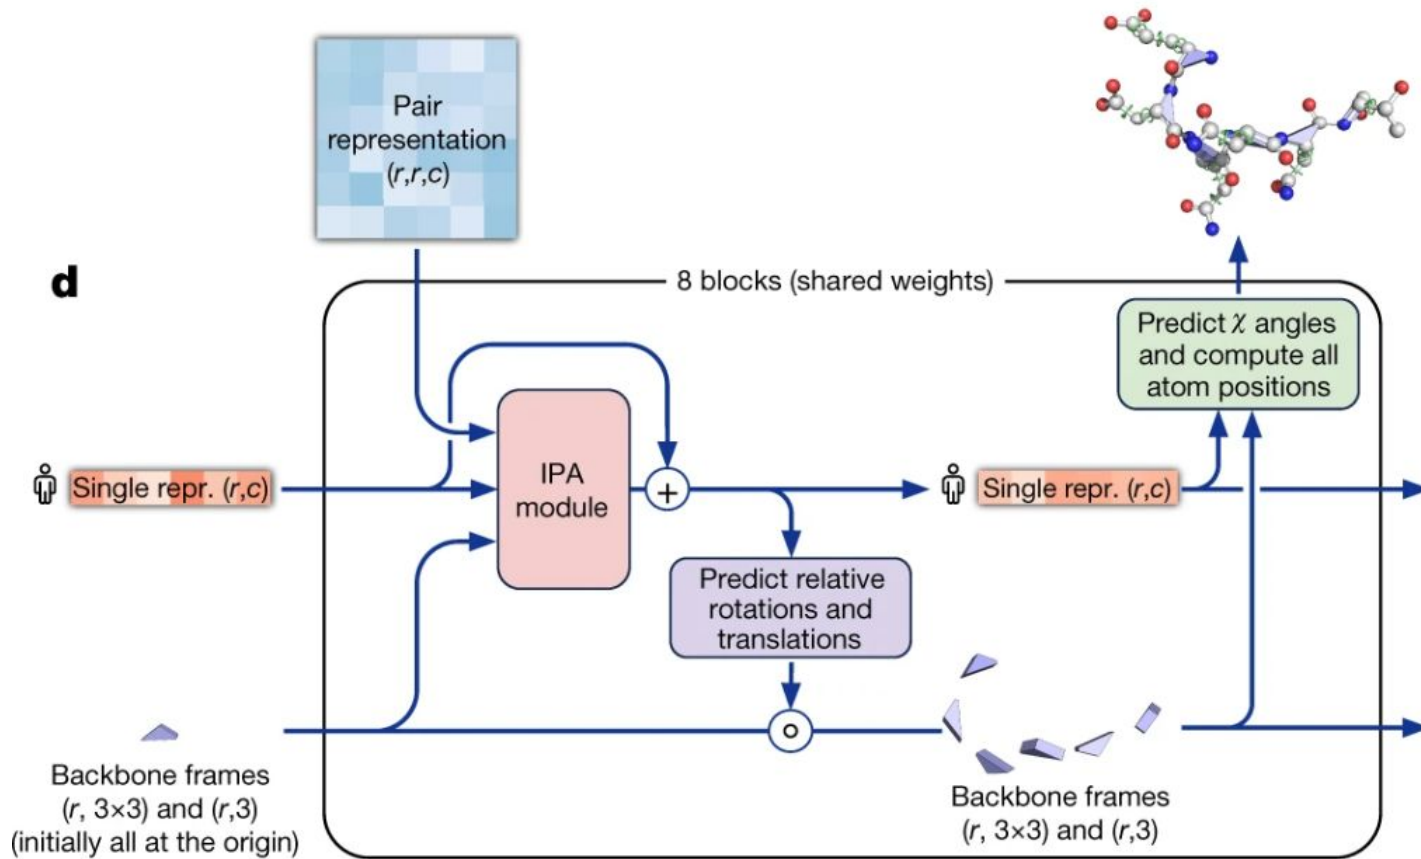 Pair
representation
(r,r,c)
d
8 blocks (shared weights)
Predict χ angles
and compute all
atom positions
IPA
module
+
Single repr. (r,c)
Single repr. (r,c)
Predict relative
rotations and
translations
Backbone frames
(r, 3×3) and (r,3)
(initially all at the origin)
Backbone frames
(r, 3×3) and (r,3)